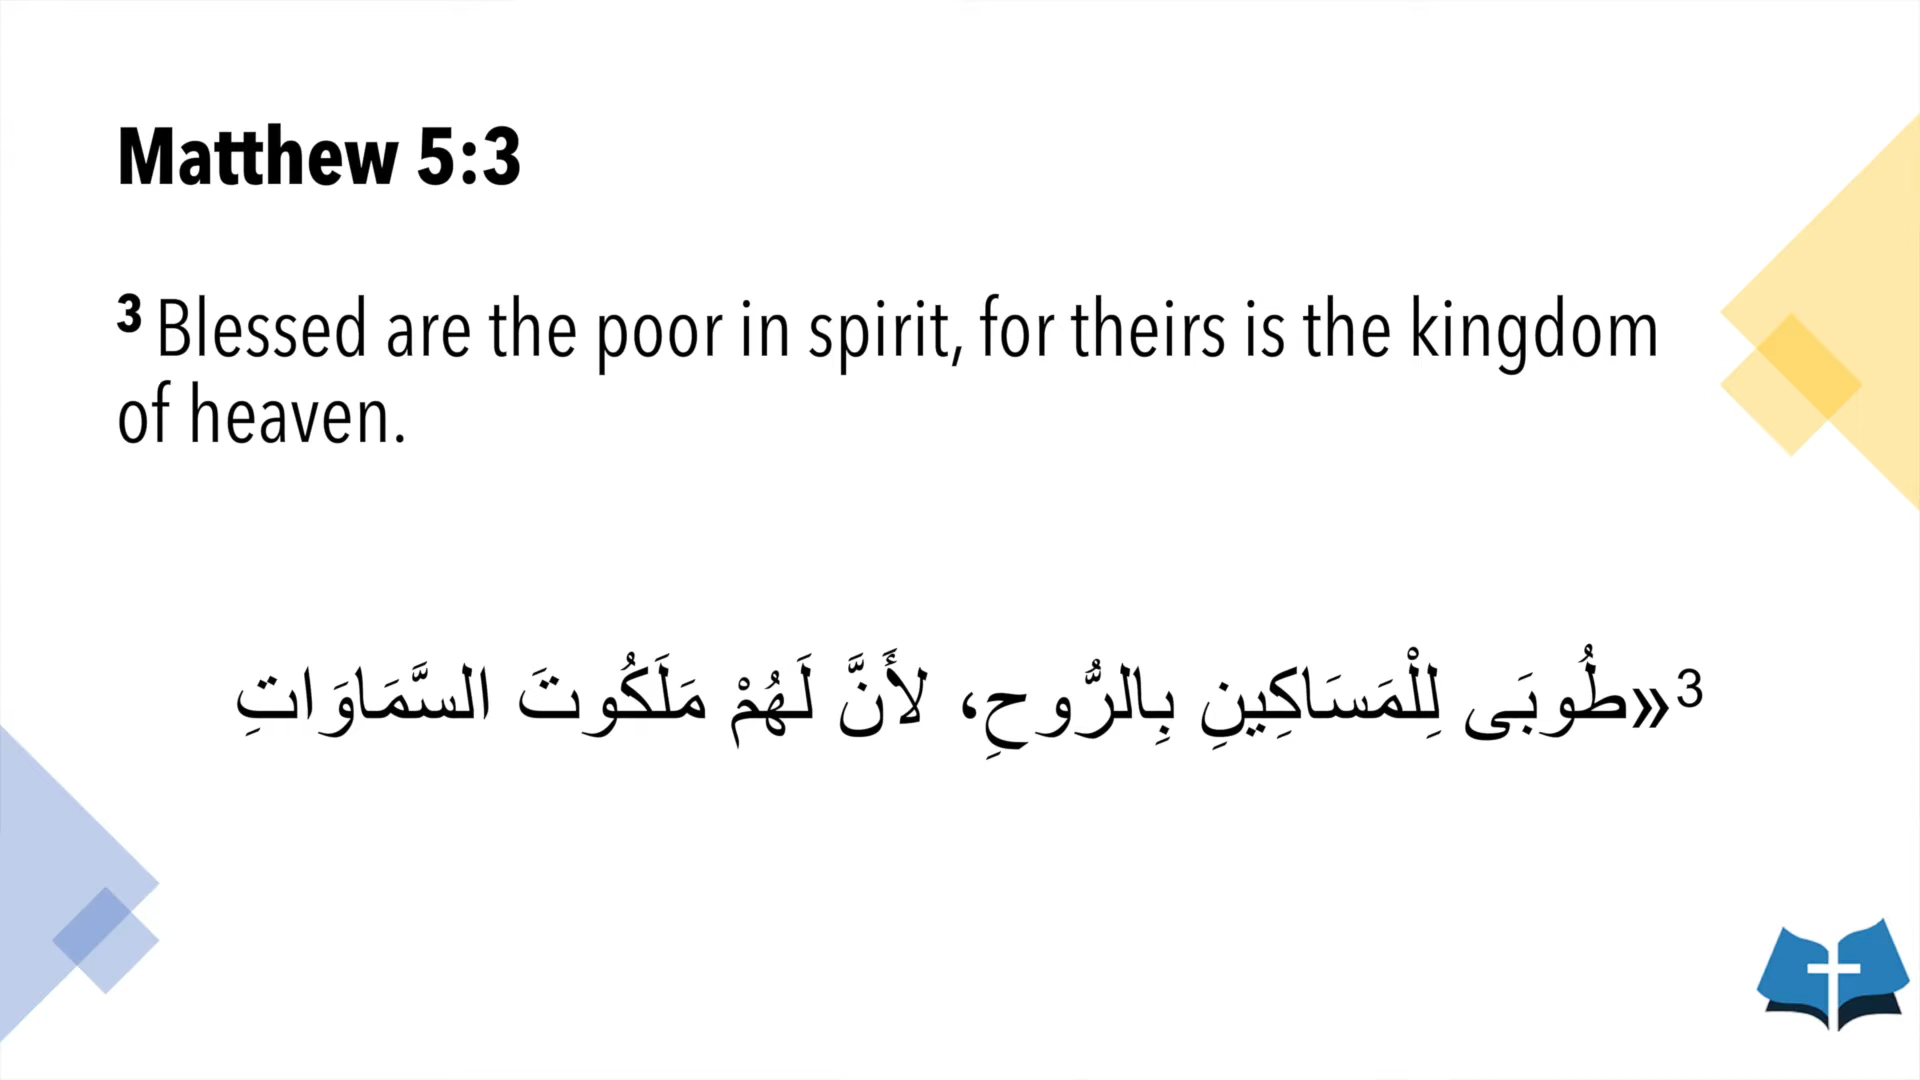 Matthew 5:3
3 Blessed are the poor in spirit, for theirs is the kingdom
of heaven.
3«طُوبَى لِلْمَسَاكِينِ بِالرُّوحِ، لأَنَّ لَهُمْ مَلَكُوتَ السَّمَاوَاتِ